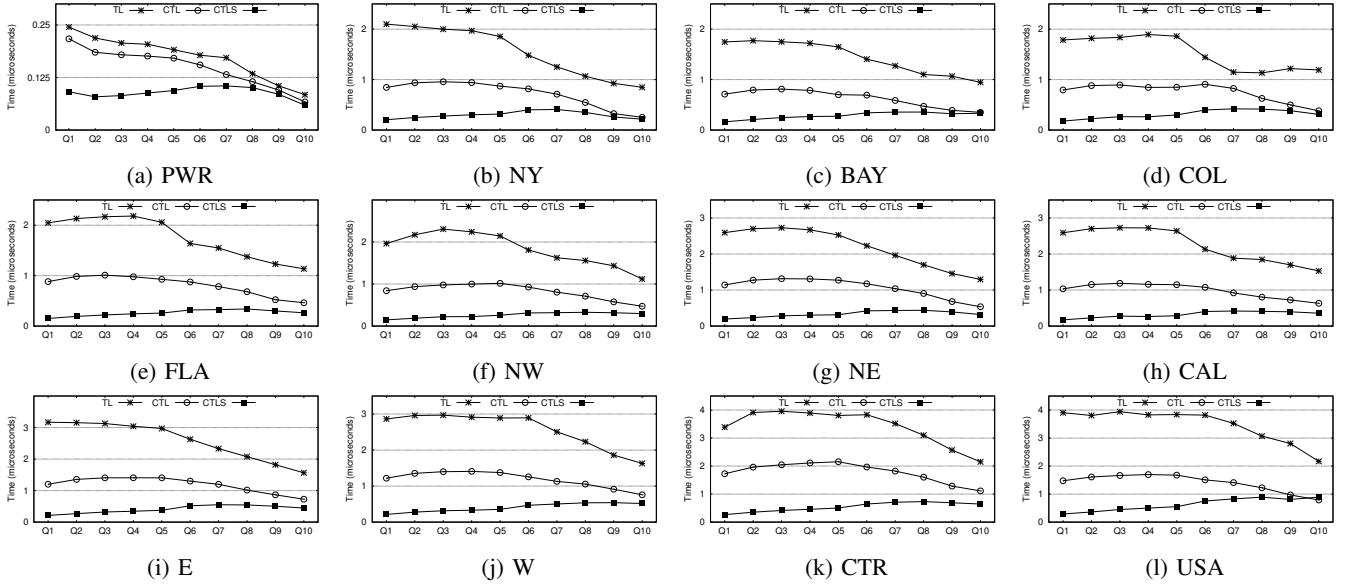 TL CTL CTLS
Time (microseconds)
0.25
0.125
0
Q1 Q2 Q3 Q4 Q5 Q6 Q7 Q8 Q9 Q10
(a) PWR
TL CTL CTLS
Time (microseconds)
2
1
0
Q1 Q2 Q3 Q4 Q5 Q6 Q7 Q8 Q9 Q10
(b) NY
TL CTL CTLS
Time (microseconds)
2
1
0
Q1 Q2 Q3 Q4 Q5 Q6 Q7 Q8 Q9 Q10
(c) BAY
TL CTL CTLS
Time (microseconds)
2
1
0
Q1 Q2 Q3 Q4 Q5 Q6 Q7 Q8 Q9 Q10
(d) COL
TL CTL CTLS
Time (microseconds)
2
1
0
Q1 Q2 Q3 Q4 Q5 Q6 Q7 Q8 Q9 Q10
(e) FLA
TL CTL CTLS
Time (microseconds)
2
1
0
Q1 Q2 Q3 Q4 Q5 Q6 Q7 Q8 Q9 Q10
(f) NW
TL CTL CTLS
Time (microseconds)
3
2
1
0
Q1 Q2 Q3 Q4 Q5 Q6 Q7 Q8 Q9 Q10
(g) NE
TL CTL CTLS
Time (microseconds)
3
2
1
0
Q1 Q2 Q3 Q4 Q5 Q6 Q7 Q8 Q9 Q10
(h) CAL
TL CTL CTLS
Time (microseconds)
3
2
1
0
Q1 Q2 Q3 Q4 Q5 Q6 Q7 Q8 Q9 Q10
(i) E
TL CTL CTLS
Time (microseconds)
3
2
1
0
Q1 Q2 Q3 Q4 Q5 Q6 Q7 Q8 Q9 Q10
(j) W
TL CTL CTLS
Time (microseconds)
4
3
2
1
0
Q1 Q2 Q3 Q4 Q5 Q6 Q7 Q8 Q9 Q10
(k) CTR
TL CTL CTLS
Time (microseconds)
4
3
2
1
0
Q1 Q2 Q3 Q4 Q5 Q6 Q7 Q8 Q9 Q10
(l) USA